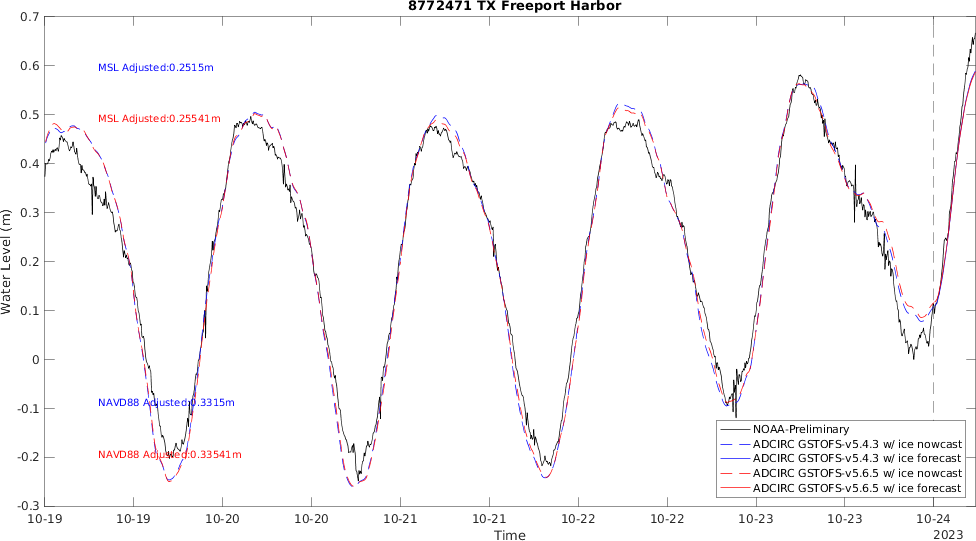 8772471 TX Freeport Harbor
0.7
0.6
0.5
0.4
0.3
0.2
0.1
0
-0.1
-0.2
-0.3
Water Level (m)
MSL Adjusted:0.2515m
MSL Adjusted:0.25541m
NAVD88 Adjusted:0.3315m
NAVD88 Adjusted:0.33541m
NOAA-Preliminary
ADCIRC GSTOFS-v5.4.3 w/ ice nowcast
ADCIRC GSTOFS-v5.4.3 w/ ice forecast
ADCIRC GSTOFS-v5.6.5 w/ ice nowcast
ADCIRC GSTOFS-v5.6.5 w/ ice forecast
10-19 10-19 10-20 10-20 10-21 10-21 10-22 10-22 10-23 10-23 10-24
2023
Time